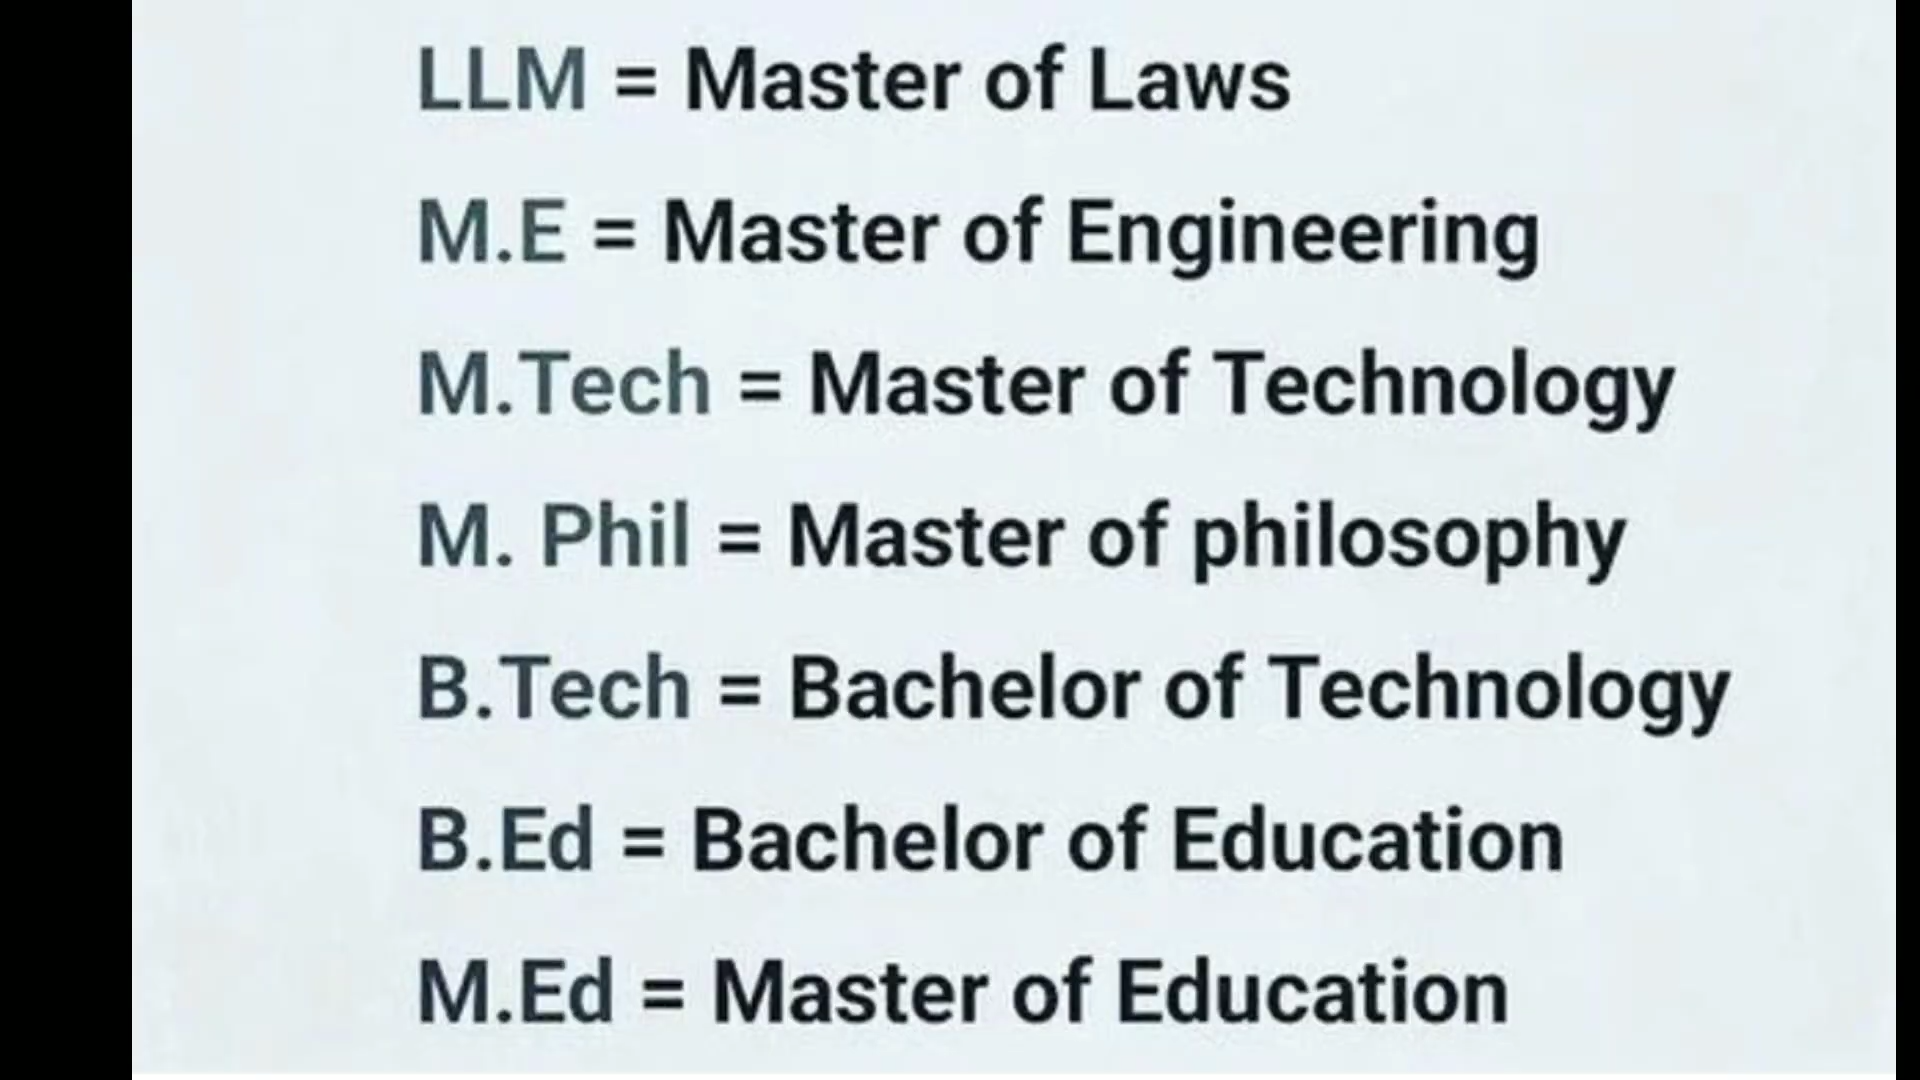 LLM = Master of Laws
M.E = Master of Engineering
M.Tech = Master of Technology
M. Phil = Master of philosophy
B.Tech = Bachelor of Technology
B.Ed = Bachelor of Education
M.Ed = Master of Education